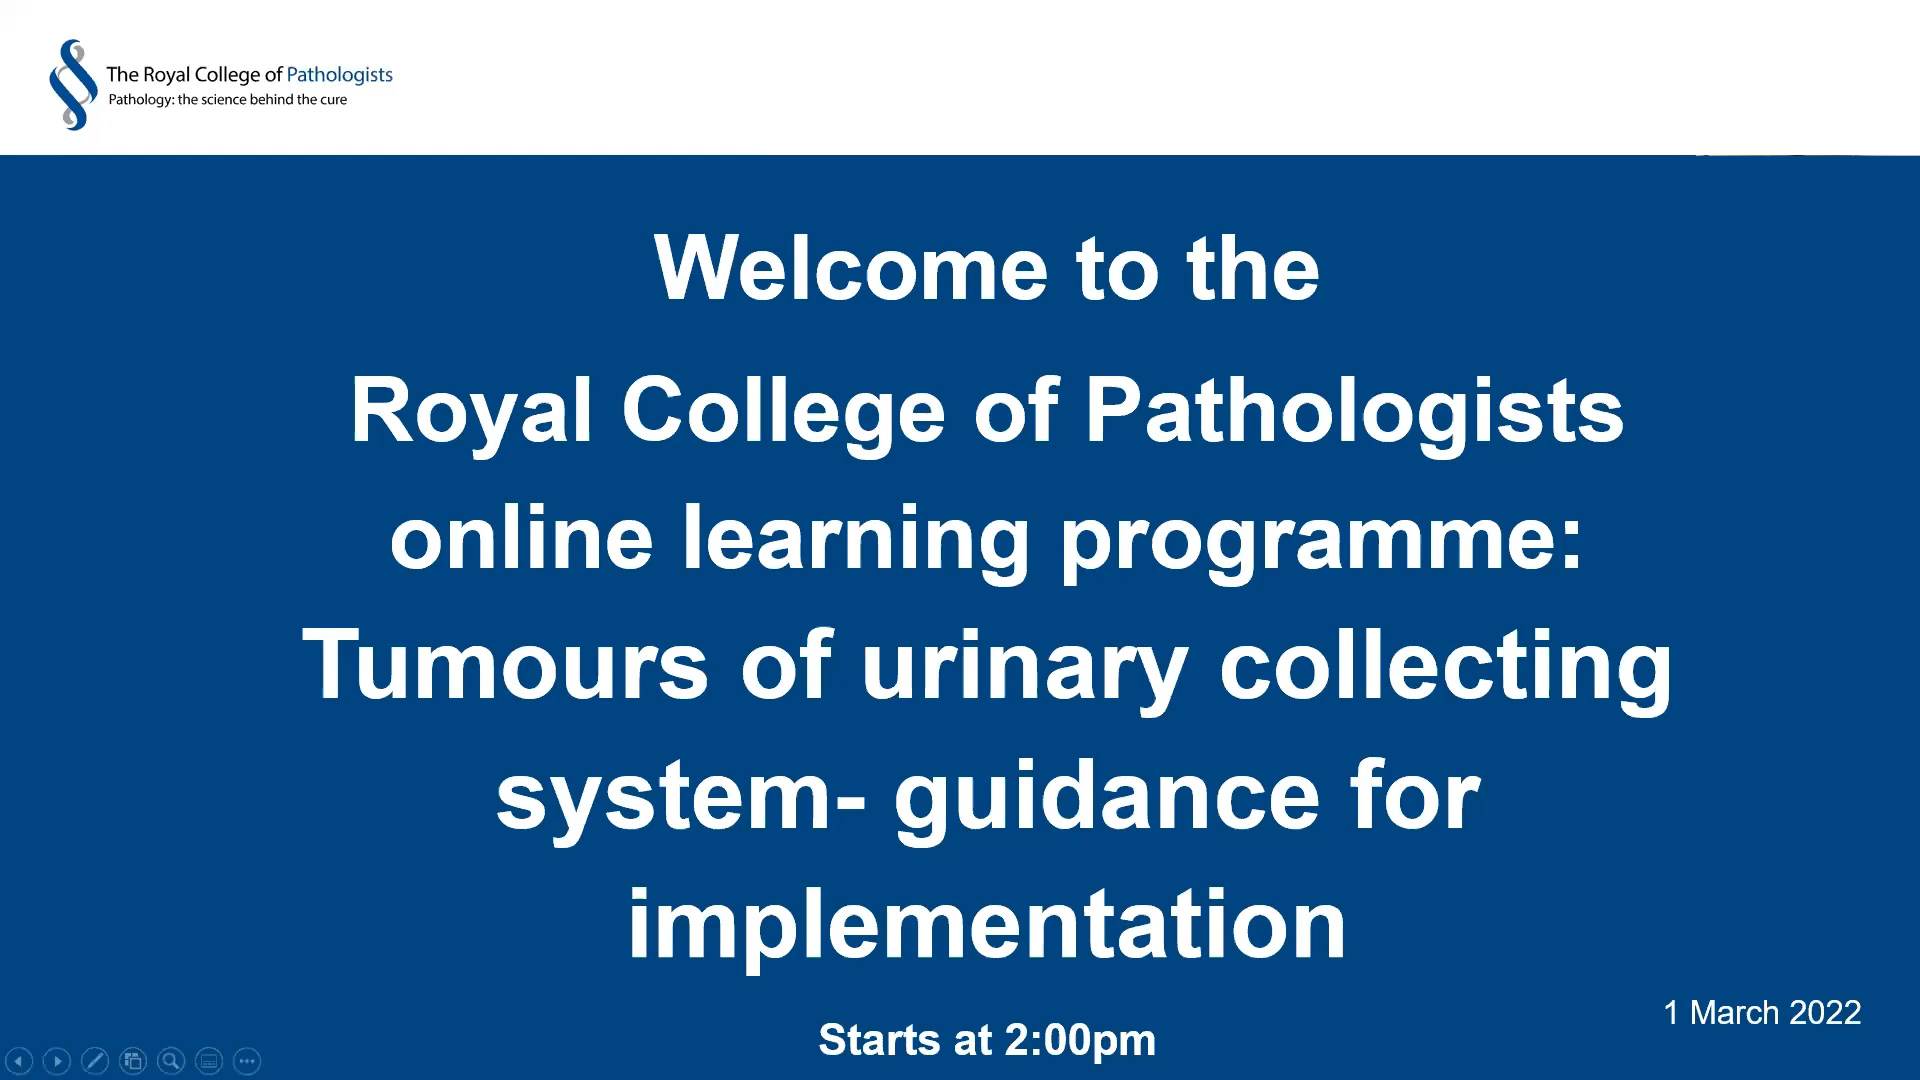 The Royal College of Pathologists
Pathology: the science behind the cure
Welcome to the
Royal College of Pathologists
online learning programme:
Tumours of urinary collecting
system- guidance for
implementation
1 March 2022
Starts at 2:00pm